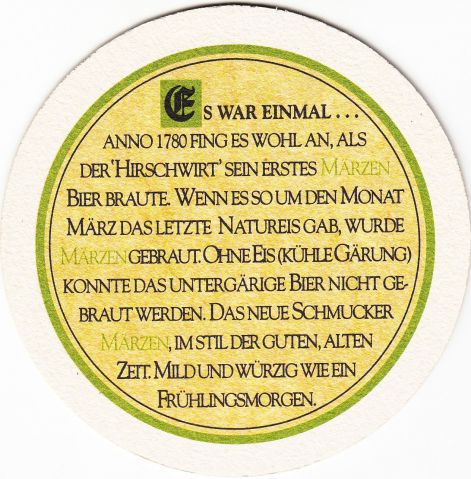 Es war einmal . . .
Anno 1780 fing es wohl an, als
der 'Hirschwirt' sein erstes Märzen
Bier braute. Wenn es so um den Monat
März das letzte Natureis gab, wurde
Märzen gebraut. Ohne Eis (kühle Gärung)
konnte das untergärige Bier nicht ge-
braut werden. Das neue Schmucker
Märzen, im Stil der guten, alten
Zeit. Mild und würzig wie ein
Frühlingsmorgen.